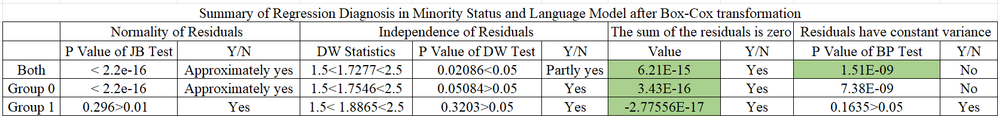 Summary of Regression Diagnosis in Minority Status and Language Model after Box-Cox transformation
Normality of Residuals Independence of Residuals The sum of the residuals is zero Residuals have constant variance
P Value of JB Test Y/N DW Statistics P Value of DW Test Y/N Value Y/N P Value of BP Test Y/N
Both < 2.2e-16 Approximately yes 1.5<1.7277<2.5 0.02086<0.05 Partly yes 6.21E-15 Yes 1.51E-09 No
Group 0 < 2.2e-16 Approximately yes 1.5<1.7546<2.5 0.05084>0.05 Yes 3.43E-16 Yes 7.38E-09 No
Group 1 0.296>0.01 Yes 1.5< 1.8865<2.5 0.3203>0.05 Yes -2.77556E-17 Yes 0.1635>0.05 Yes